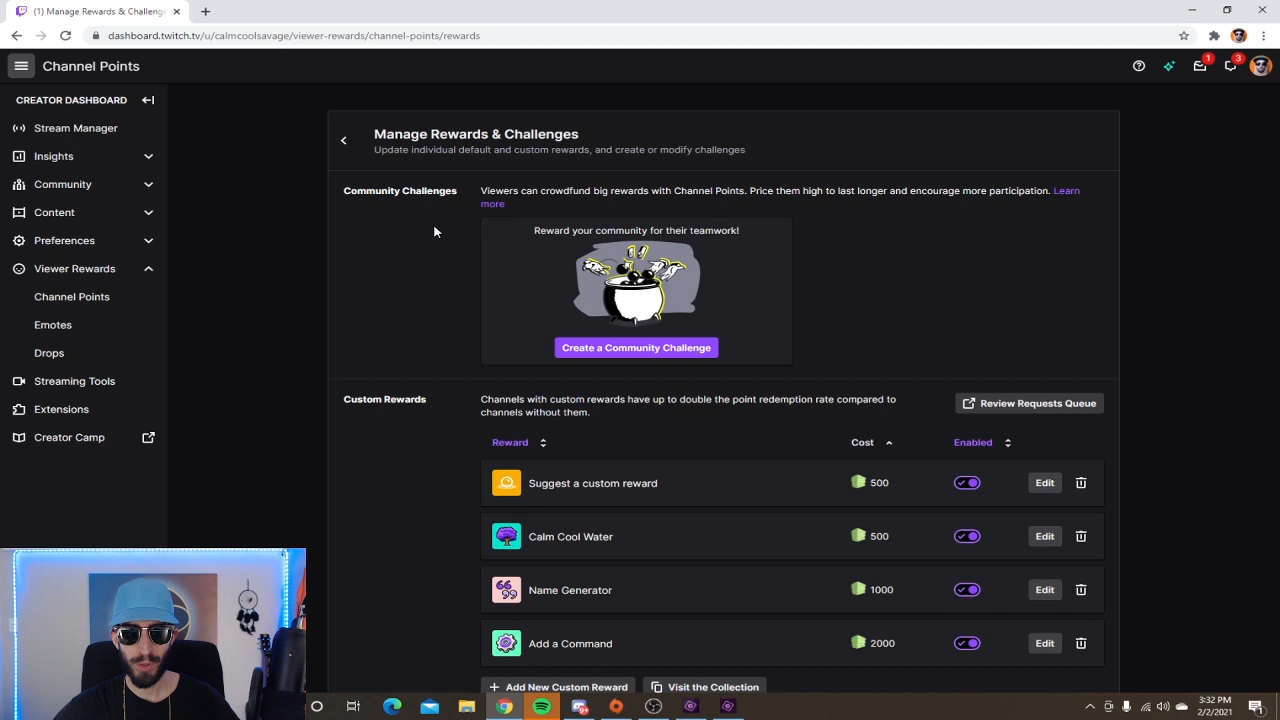 (1) Manage Rewards & Challenge
dashboard.twitch.tv/u/calmcoolsavage/viewer-rewards/channel-points/rewards
Channel Points
1
3
CREATOR DASHBOARD
Stream Manager
Insights
Community
Content
Preferences
Viewer Rewards
Channel Points
Emotes
Drops
Streaming Tools
Extensions
Creator Camp
Manage Rewards & Challenges
Update individual default and custom rewards, and create or modify challenges
Community Challenges
Viewers can crowdfund big rewards with Channel Points. Price them high to last longer and encourage more participation. Learn
more
Reward your community for their teamwork!
Create a Community Challenge
Custom Rewards
Channels with custom rewards have up to double the point redemption rate compared to
channels without them.
Review Requests Queue
Reward Cost Enabled
Suggest a custom reward 500 Edit
Calm Cool Water 500 Edit
Name Generator 1000 Edit
Add a Command 2000 Edit
+ Add New Custom Reward Visit the Collection
3:32 PM
2/2/2021